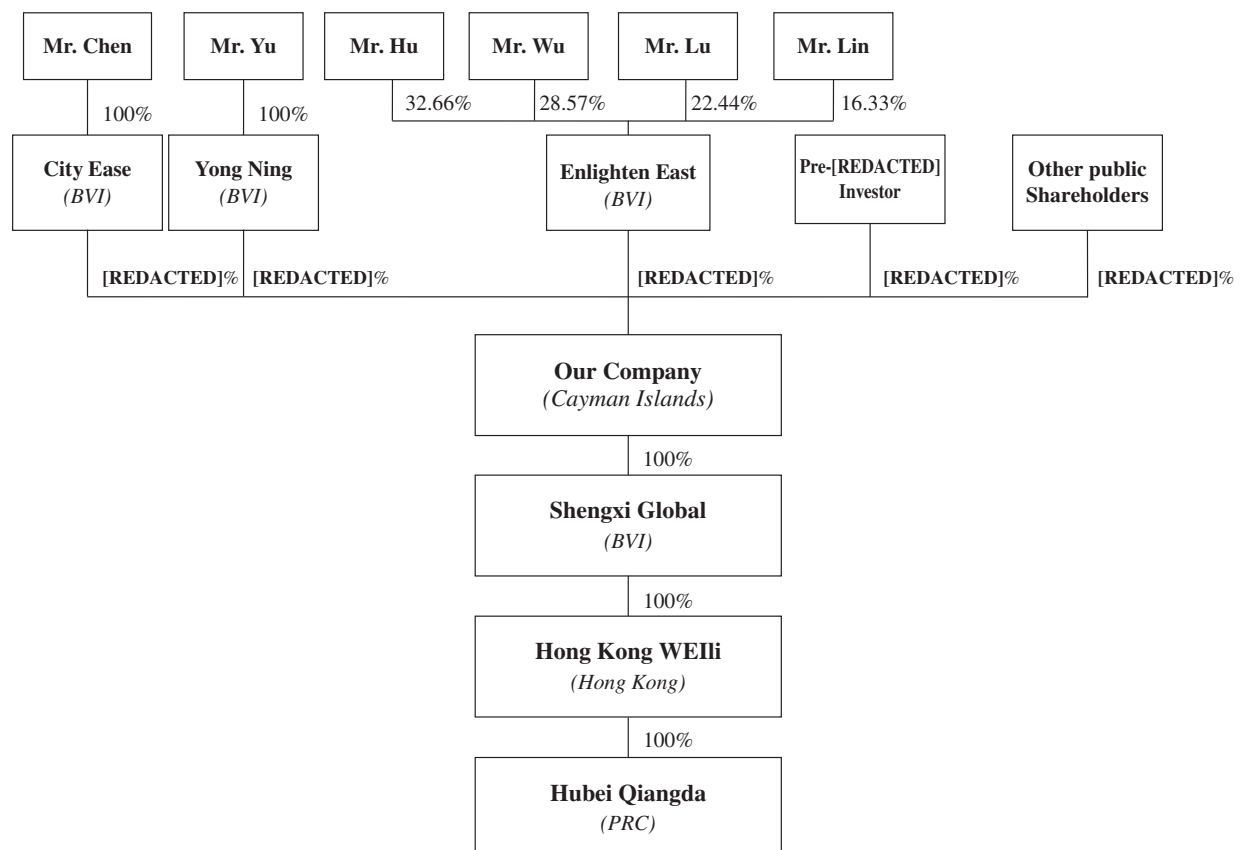 Mr. Chen
Mr. Yu
Mr. Hu
Mr. Wu
Mr. Lu
Mr. Lin
100%
100%
32.66%
28.57%
22.44%
16.33%
City Ease
(BVI)
Yong Ning
(BVI)
Enlighten East
(BVI)
Pre-[REDACTED]
Investor
Other public
Shareholders
[REDACTED]%
[REDACTED]%
[REDACTED]%
[REDACTED]%
[REDACTED]%
Our Company
(Cayman Islands)
100%
Shengxi Global
(BVI)
100%
Hong Kong WEIli
(Hong Kong)
100%
Hubei Qiangda
(PRC)